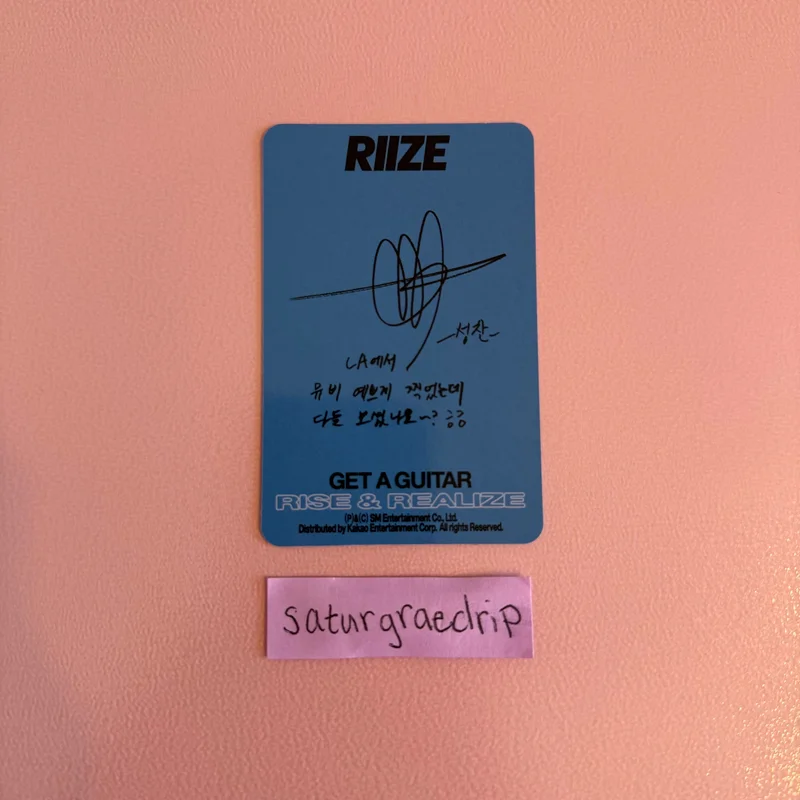 RIIZE
-성찬-
LA에서
뮤비 예쁘게 찍었는데
다들 보셨나요~? ㅎㅎ
GET A GUITAR
RISE & REALIZE
(P)&(C) SM Entertainment Co., Ltd.
Distributed by Kakao Entertainment Corp. All rights Reserved.
saturgraedrip